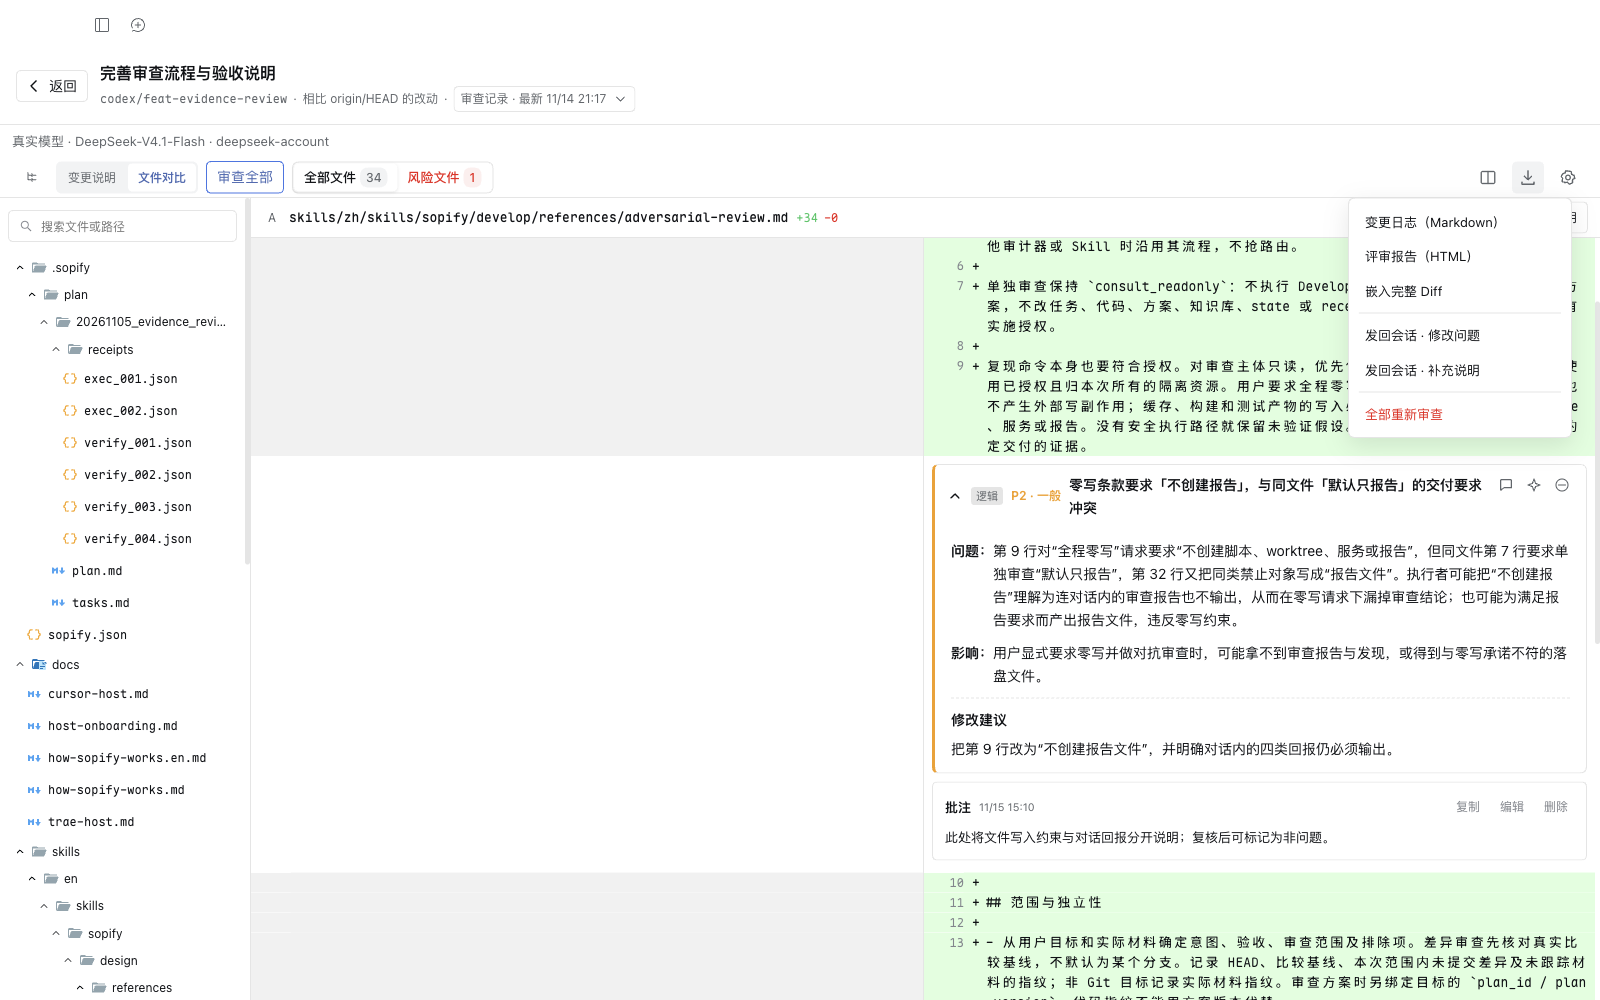 返回
完善审查流程与验收说明
codex/feat-evidence-review · 相比 origin/HEAD 的改动 · 审查记录 · 最新 11/14 21:17
真实模型 · DeepSeek-V4.1-Flash · deepseek-account
变更说明 文件对比 审查全部 全部文件 34 风险文件 1
搜索文件或路径
.sopify
plan
20261105_evidence_revi...
receipts
exec_001.json
exec_002.json
verify_001.json
verify_002.json
verify_003.json
verify_004.json
plan.md
tasks.md
sopify.json
docs
cursor-host.md
host-onboarding.md
how-sopify-works.en.md
how-sopify-works.md
trae-host.md
skills
en
skills
sopify
design
references
A skills/zh/skills/sopify/develop/references/adversarial-review.md +34 -0
他审计器或 Skill 时沿用其流程，不抢路由。
6 +
7 + 单独审查保持 `consult_readonly`：不执行 Develop
案，不改任务、代码、方案、知识库、state 或 rece
实施授权。
8 +
9 + 复现命令本身也要符合授权。对审查主体只读，优先使
用已授权且归本次所有的隔离资源。用户要求全程零写
不产生外部写副作用；缓存、构建和测试产物的写入
、服务或报告。没有安全执行路径就保留未验证假设。
定交付的证据。
变更日志（Markdown）
评审报告（HTML）
嵌入完整 Diff
发回会话 · 修改问题
发回会话 · 补充说明
全部重新审查
逻辑 P2 · 一般 零写条款要求「不创建报告」，与同文件「默认只报告」的交付要求
冲突
问题： 第 9 行对“全程零写”请求要求“不创建脚本、worktree、服务或报告”，但同文件第 7 行要求单
独审查“默认只报告”，第 32 行又把同类禁止对象写成“报告文件”。执行者可能把“不创建报
告”理解为连对话内的审查报告也不输出，从而在零写请求下漏掉审查结论；也可能为满足报
告要求而产出报告文件，违反零写约束。
影响： 用户显式要求零写并做对抗审查时，可能拿不到审查报告与发现，或得到与零写承诺不符的落
盘文件。
修改建议
把第 9 行改为“不创建报告文件”，并明确对话内的四类回报仍必须输出。
批注 11/15 15:10 复制 编辑 删除
此处将文件写入约束与对话回报分开说明；复核后可标记为非问题。
10 +
11 + ## 范围与独立性
12 +
13 + - 从用户目标和实际材料确定意图、验收、审查范围及排除项。差异审查先核对真实比
较基线，不默认为某个分支。记录 HEAD、比较基线、本次范围内未提交差异及未跟踪材
料的指纹；非 Git 目标记录实际材料指纹。审查方案时另绑定目标的 `plan_id / plan